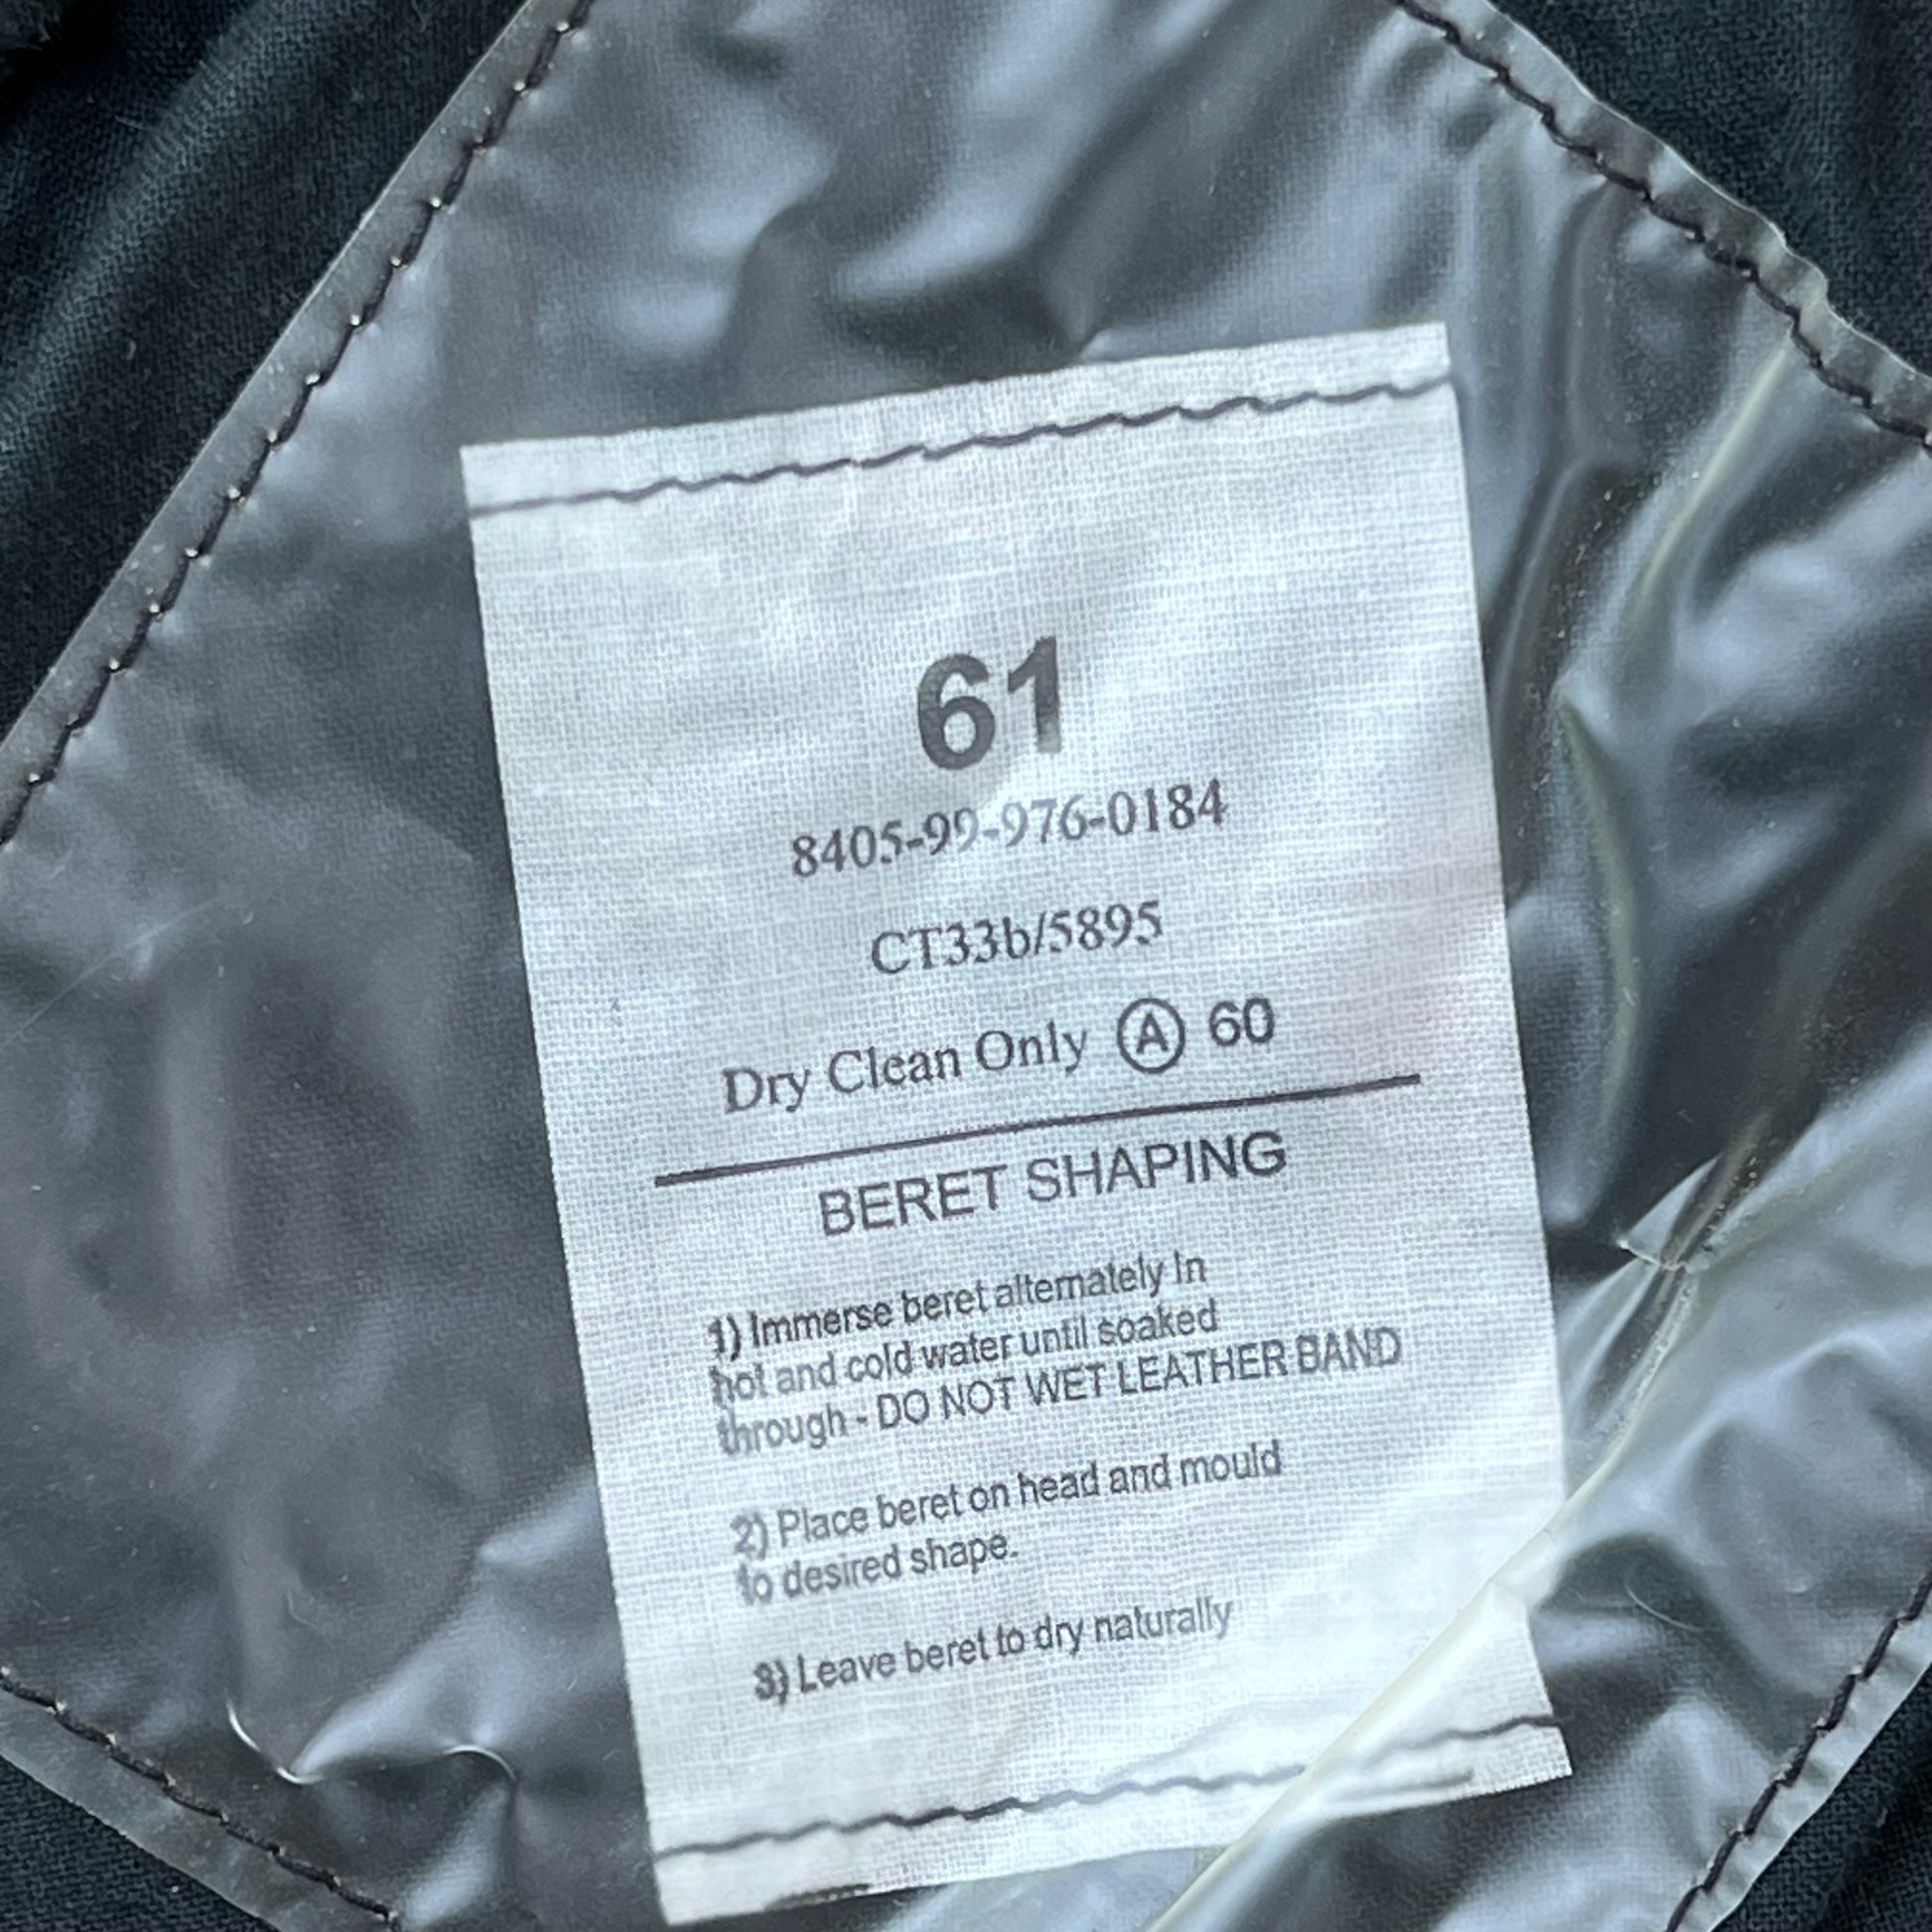 61
8405-99-976-0184
CT33b/5895
Dry Clean Only Ⓐ 60
BERET SHAPING
1) Immerse beret alternately In
hot and cold water until soaked
through - DO NOT WET LEATHER BAND
2) Place beret on head and mould
to desired shape.
3) Leave beret to dry naturally